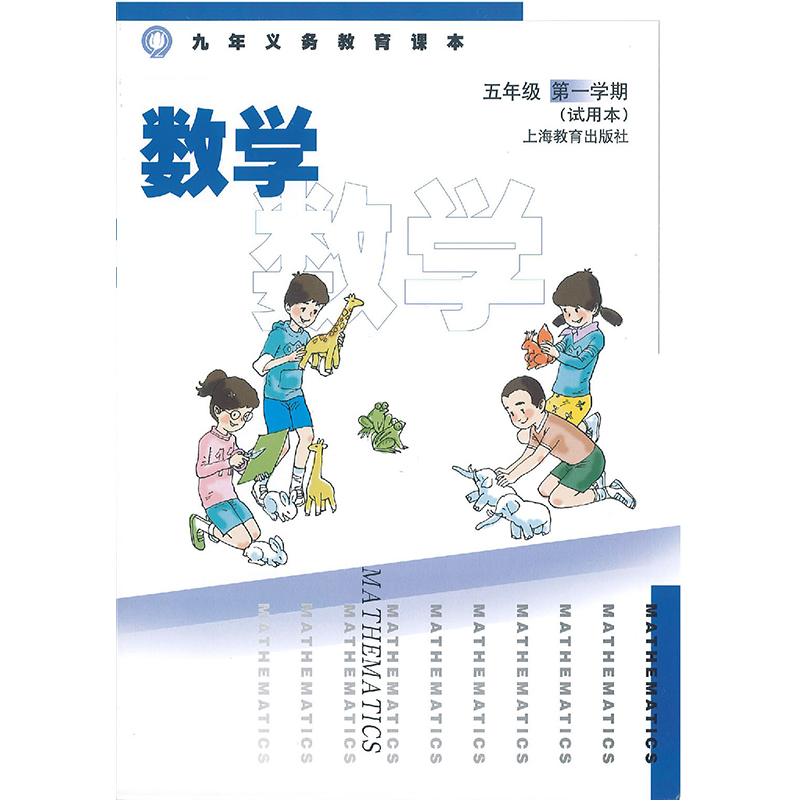 九年义务教育课本
五年级 第一学期
(试用本)
上海教育出版社
数学
数学
MATHEMATICS
MATHEMATICS
MATHEMATICS
MATHEMATICS
MATHEMATICS
MATHEMATICS
MATHEMATICS
MATHEMATICS
MATHEMATICS
MATHEMATICS
MATHEMATICS